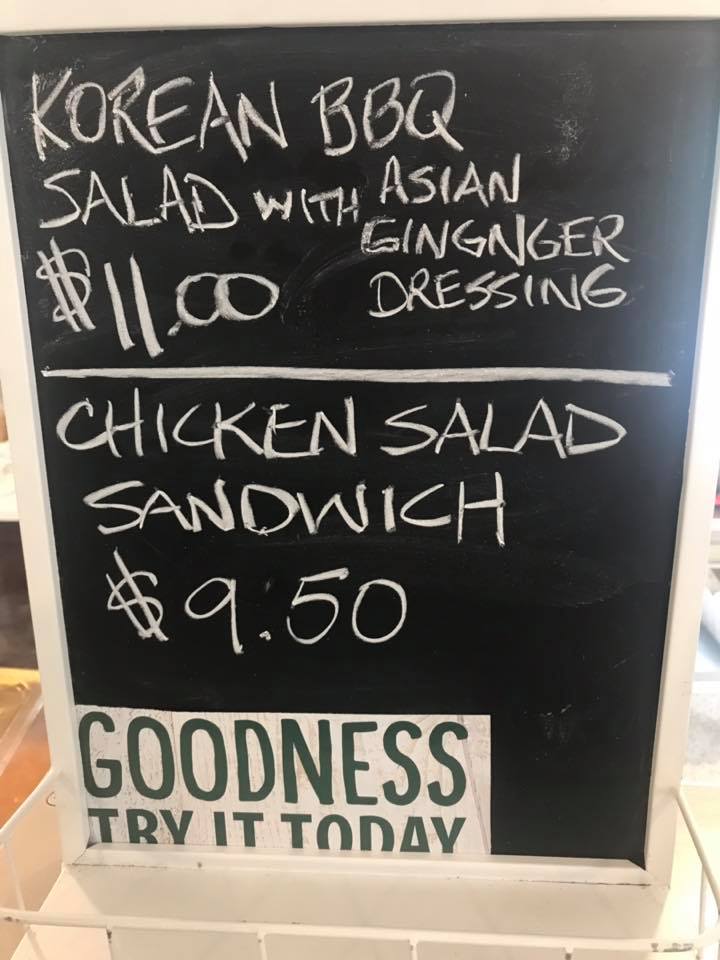 KOREAN BBQ
SALAD WITH ASIAN
GINGNGER
DRESSING
$11.00
CHICKEN SALAD
SANDWICH
$9.50
GOODNESS
TRY IT TODAY